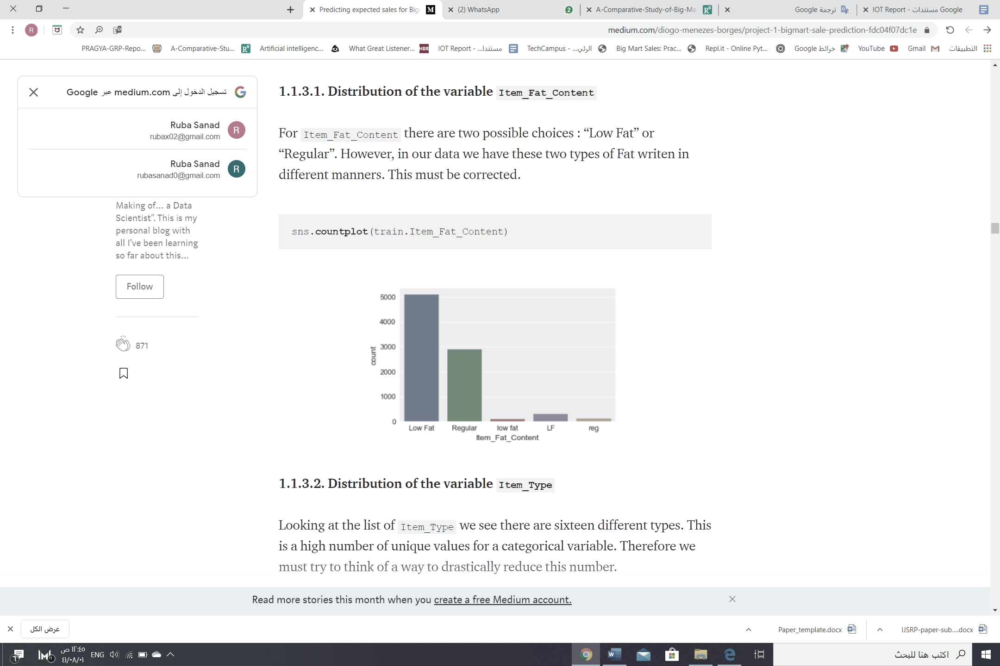 Predicting expected sales for Big
(2) WhatsApp
2
A-Comparative-Study-of-Big-Ma
ترجمة Google
IOT Report - مستندات Google
R
medium.com/diogo-menezes-borges/project-1-bigmart-sale-prediction-fdc04f07dc1e
PRAGYA-GRP-Repo...
A-Comparative-Stu...
Artificial intelligenc...
What Great Listener...
HBR
IOT Report - مستندا...
TechCampus - الرئي...
Big Mart Sales: Prac...
Repl.it - Online Pyt...
خرائط Google
YouTube
Gmail
التطبيقات
تسجيل الدخول إلى medium.com عبر Google
Ruba Sanad
R
rubax02@gmail.com
Ruba Sanad
R
rubasanad0@gmail.com
Making of... a Data
Scientist”. This is my
personal blog with
all I’ve been learning
so far about this...
Follow
871
1.1.3.1. Distribution of the variable Item_Fat_Content
For Item_Fat_Content there are two possible choices : “Low Fat” or
“Regular”. However, in our data we have these two types of Fat writen in
different manners. This must be corrected.
sns.countplot(train.Item_Fat_Content)
5000
4000
3000
2000
1000
0
count
Low Fat
Regular
low fat
LF
reg
Item_Fat_Content
1.1.3.2. Distribution of the variable Item_Type
Looking at the list of Item_Type we see there are sixteen different types. This
is a high number of unique values for a categorical variable. Therefore we
must try to think of a way to drastically reduce this number.
Read more stories this month when you create a free Medium account.
عرض الكل
Paper_template.docx
IJSRP-paper-sub....docx
١٢:٤٥ ص
٤١/٠٨/٠١
ENG
اكتب هنا للبحث